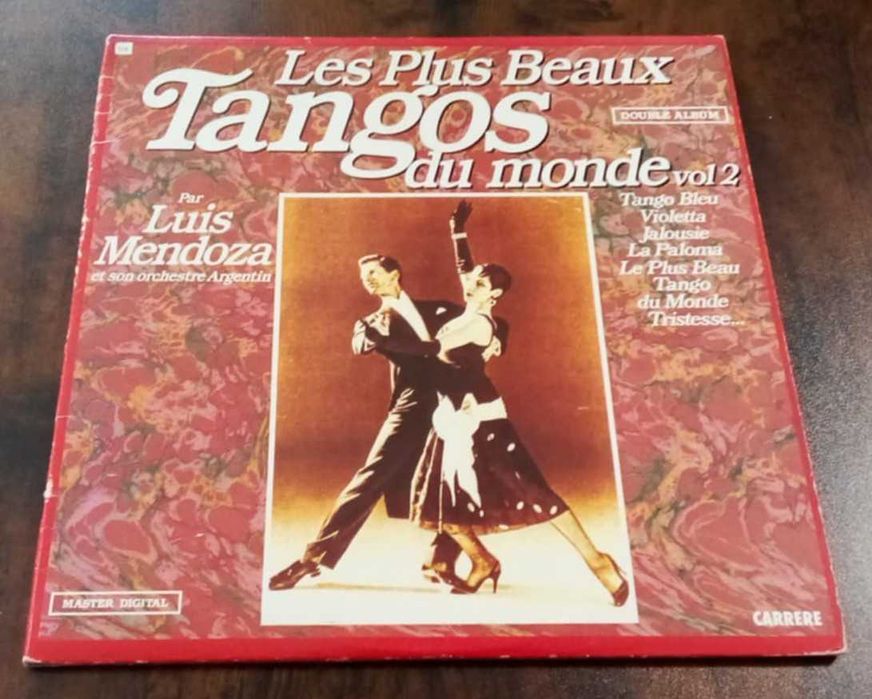 Les Plus Beaux
Tangos
du monde vol 2
DOUBLE ALBUM
Par
Luis
Mendoza
et son orchestre Argentin
Tango Bleu
Violetta
Jalousie
La Paloma
Le Plus Beau
Tango
du Monde
Tristesse...
MASTER DIGITAL
CARRERE